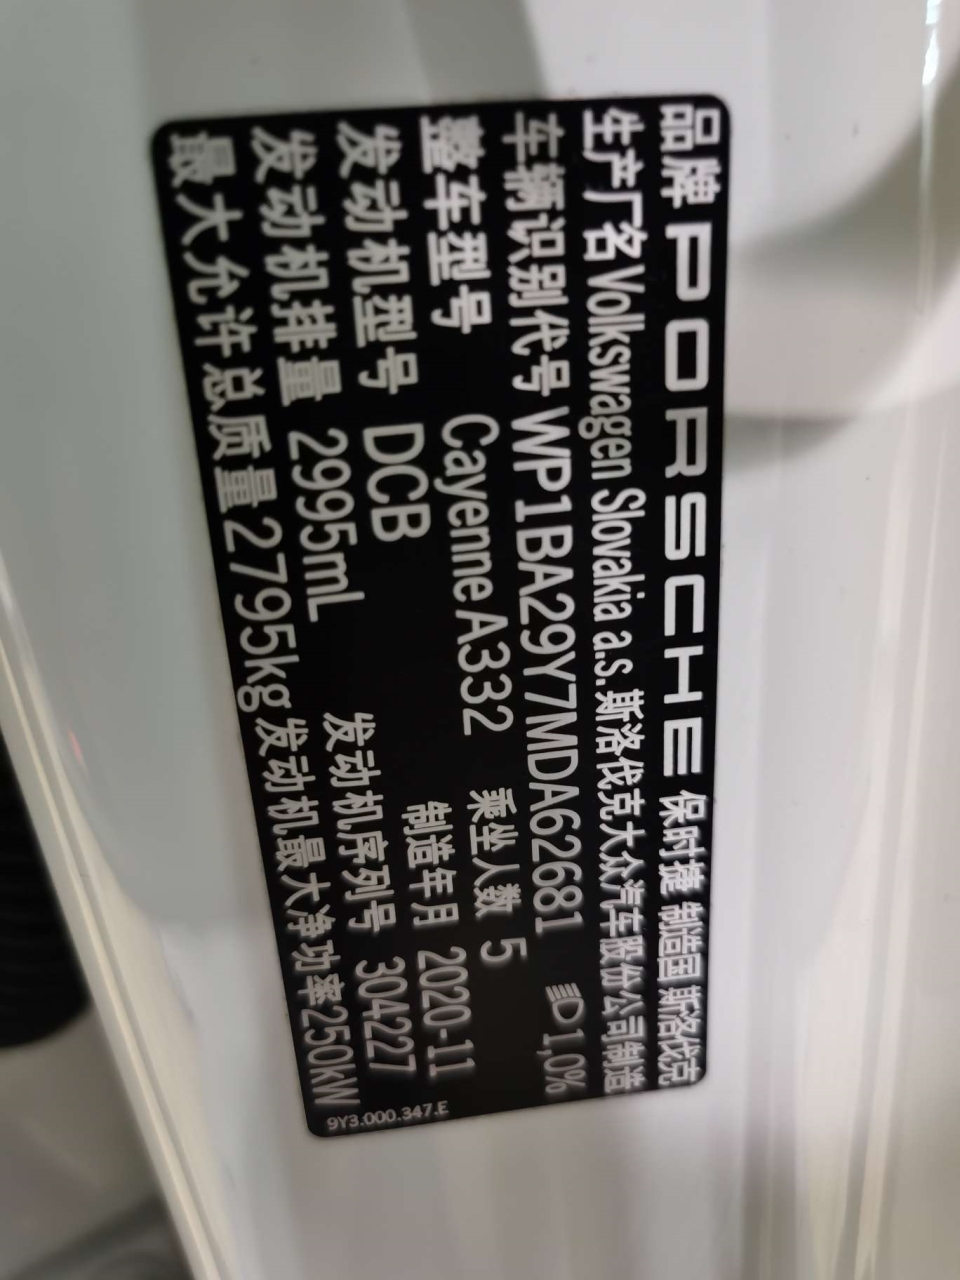 品牌 PORSCHE 保时捷 制造国 斯洛伐克
生产厂名 Volkswagen Slovakia a.s. 斯洛伐克大众汽车股份公司制造
车辆识别代号 WP1BA29Y7MDA62681 1,0%
整车型号 Cayenne A332 乘坐人数 5
发动机型号 DCB 制造年月 2020-11
发动机排量 2995mL 发动机序列号 304227
最大允许总质量 2795kg 发动机最大净功率 250kW
9Y3.000.347.E